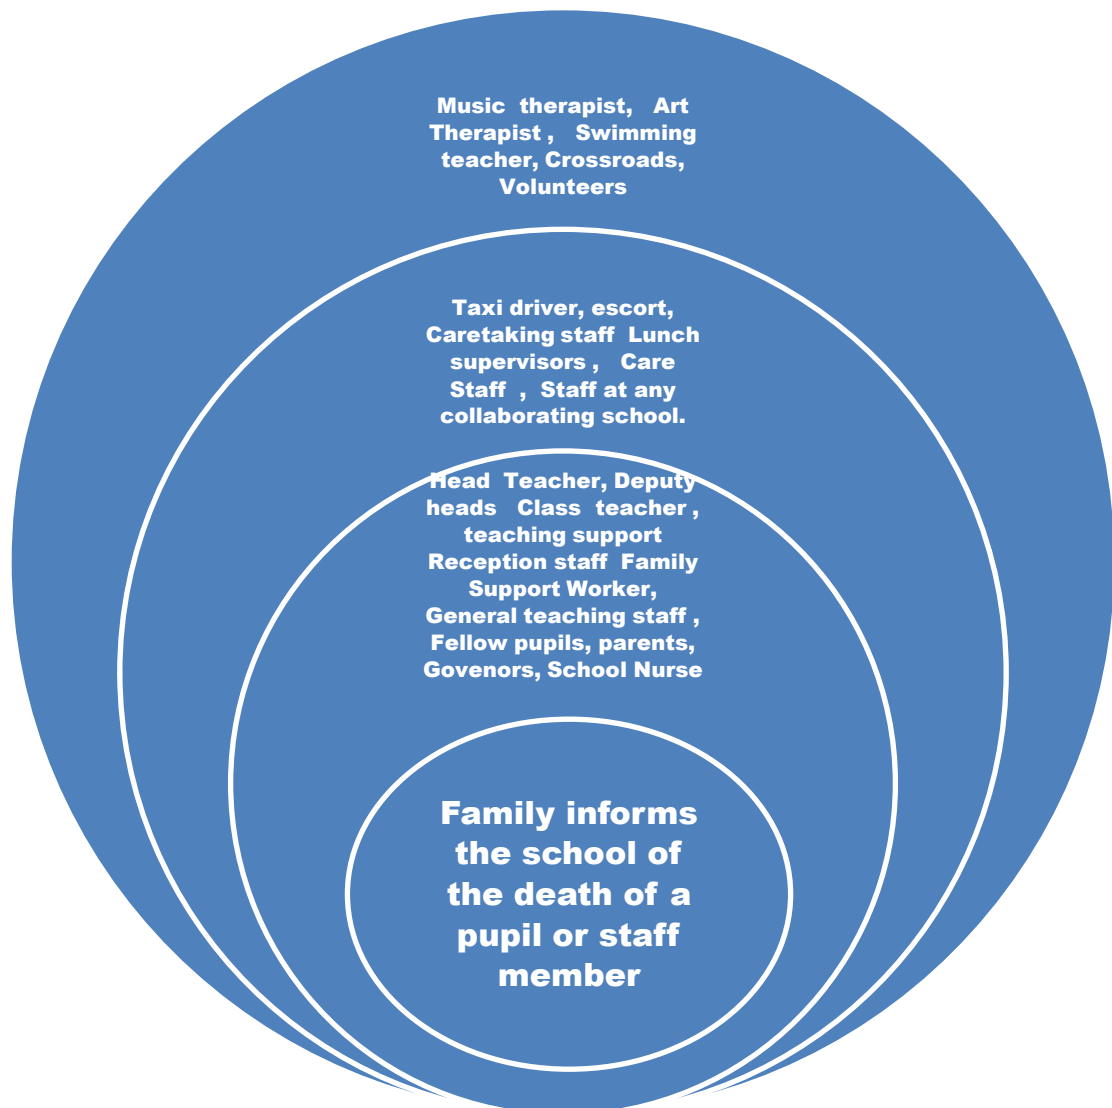 Music therapist, Art
Therapist , Swimming
teacher, Crossroads,
Volunteers
Taxi driver, escort,
Caretaking staff Lunch
supervisors , Care
Staff , Staff at any
collaborating school.
Head Teacher, Deputy
heads Class teacher ,
teaching support
Reception staff Family
Support Worker,
General teaching staff ,
Fellow pupils, parents,
Govenors, School Nurse
Family informs
the school of
the death of a
pupil or staff
member